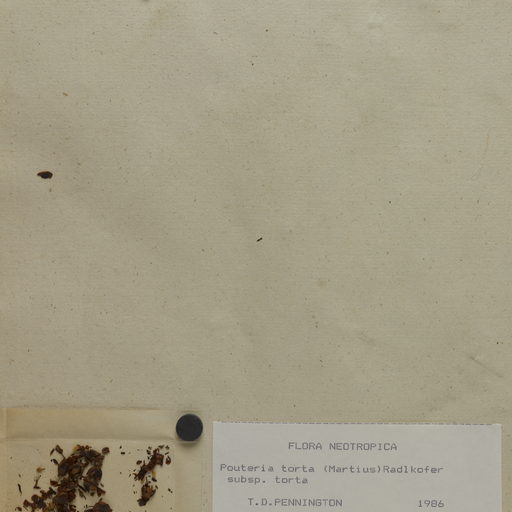 FLORA NEOTROPICA
Pouteria torta (Martius)Radlkofer
subsp. torta
T.D.PENNINGTON 1986